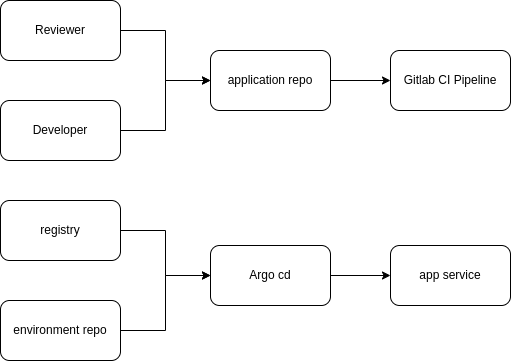 Reviewer
Developer
application repo
Gitlab CI Pipeline
registry
environment repo
Argo cd
app service